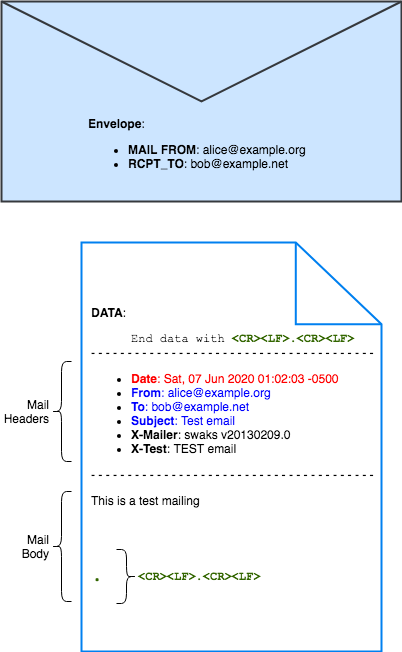 Envelope:
• MAIL FROM: alice@example.org
• RCPT_TO: bob@example.net
DATA:
End data with <CR><LF>.<CR><LF>
Mail Headers
• Date: Sat, 07 Jun 2020 01:02:03 -0500
• From: alice@example.org
• To: bob@example.net
• Subject: Test email
• X-Mailer: swaks v20130209.0
• X-Test: TEST email
This is a test mailing
Mail Body
. <CR><LF>.<CR><LF>